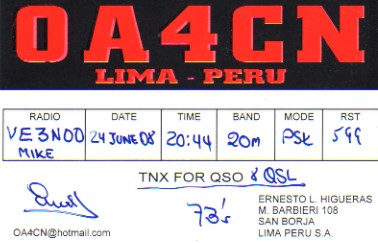 OA4CN
LIMA - PERU
RADIO DATE TIME BAND MODE RST
VE3NOO MIKE 24 JUNE 08 20:44 20m PSK 599
TNX FOR QSO & QSL
73's
ERNESTO L. HIGUERAS
M. BARBIERI 108
SAN BORJA
OA4CN@hotmail.com LIMA PERU S.A.